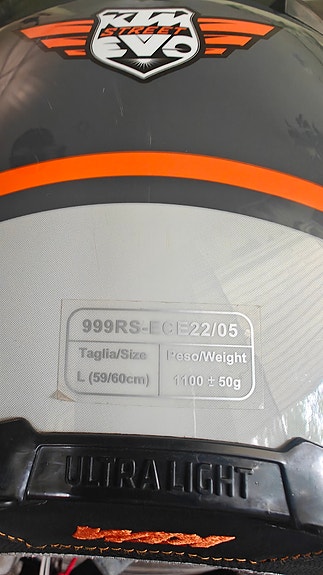 KTM
STREET
EVO
999RS-ECE22/05
Taglia/Size Peso/Weight
L (59/60cm) 1100 ± 50g
ULTRA LIGHT